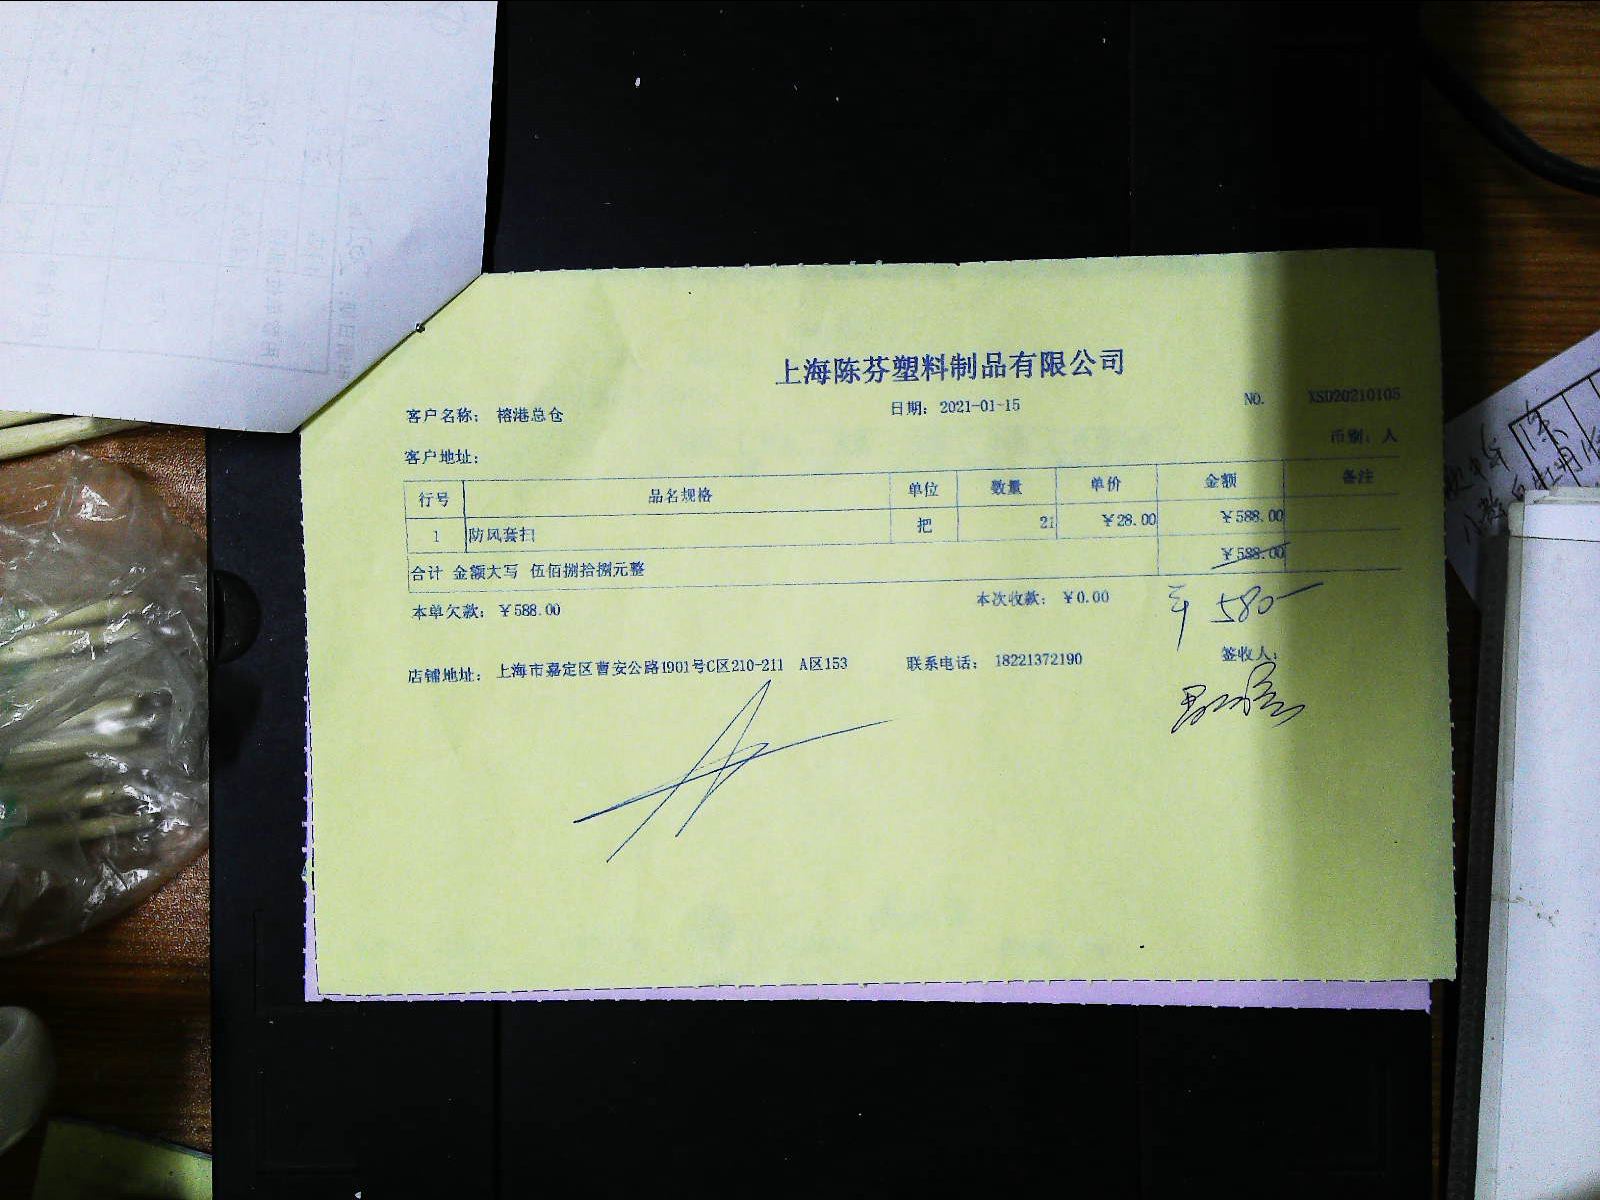 上海陈芬塑料制品有限公司
客户名称： 榕港总仓 日期：2021-01-15 NO. XSD20210105
客户地址： 币别：人
行号 品名规格 单位 数量 单价 金额 备注
1 防风套扫 把 21 ￥28.00 ￥588.00
合计 金额大写 伍佰捌拾捌元整 ￥588.00
本单欠款：￥588.00 本次收款：￥0.00 ￥580
店铺地址： 上海市嘉定区曹安公路1901号C区210-211 A区153 联系电话： 18221372190 签收人：